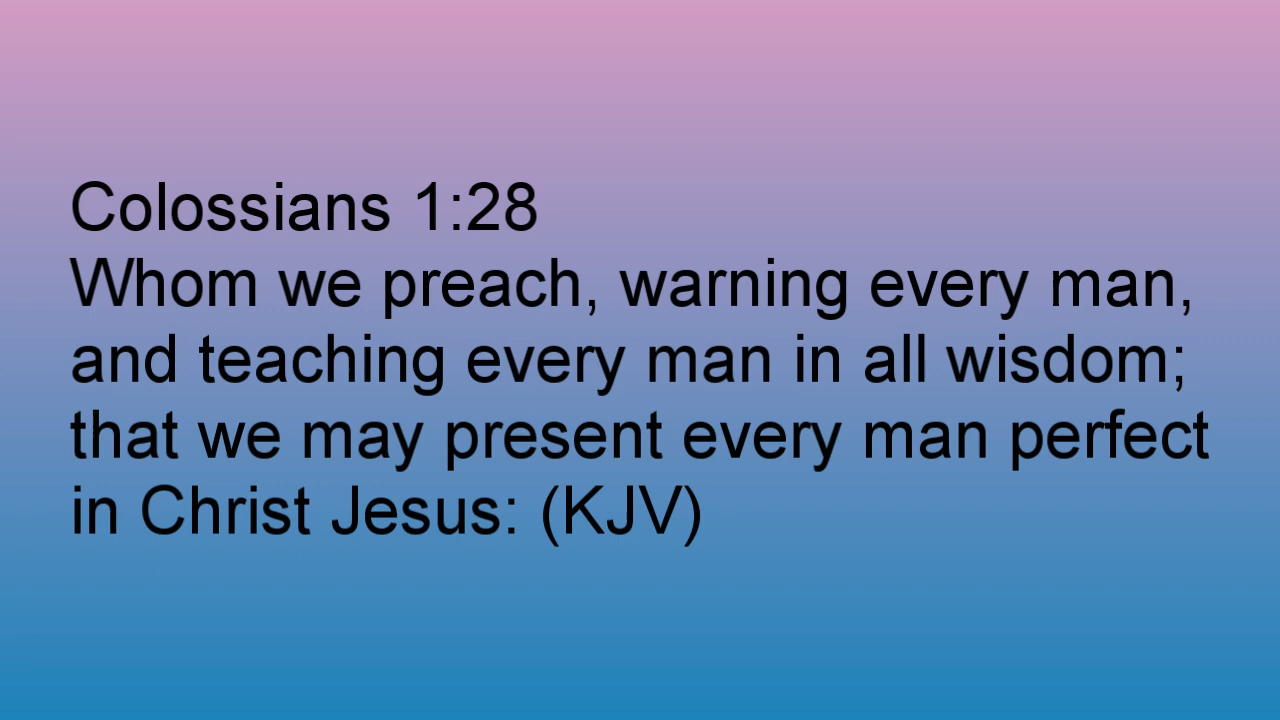 Colossians 1:28
Whom we preach, warning every man,
and teaching every man in all wisdom;
that we may present every man perfect
in Christ Jesus: (KJV)